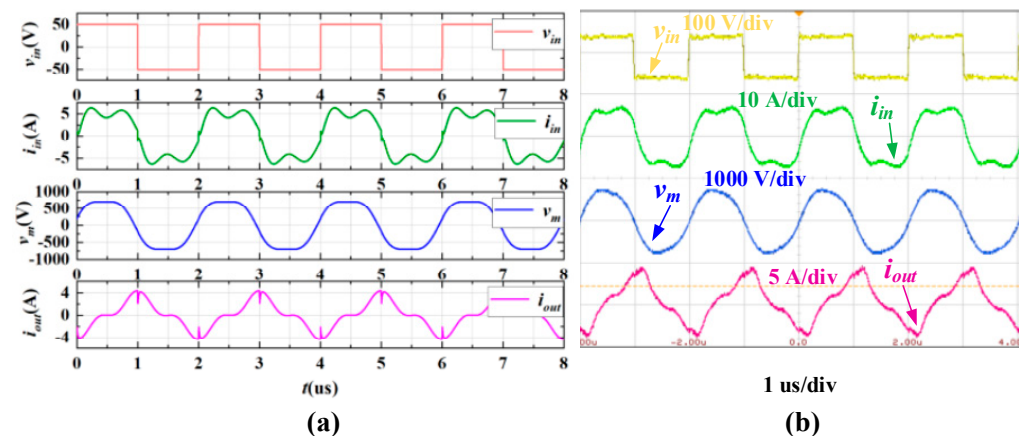 v_in(V)
50
0
-50
v_in
0 1 2 3 4 5 6 7 8
i_in(A)
5
0
-5
i_in
0 1 2 3 4 5 6 7 8
v_m(V)
1000
500
0
-500
-1000
v_m
0 1 2 3 4 5 6 7 8
i_out(A)
4
0
-4
i_out
0 1 2 3 4 5 6 7 8
t(us)
(a)
100 V/div
v_in
10 A/div
i_in
1000 V/div
v_m
5 A/div
i_out
00u -2.00u 0.0 2.00u 4.0
1 us/div
(b)